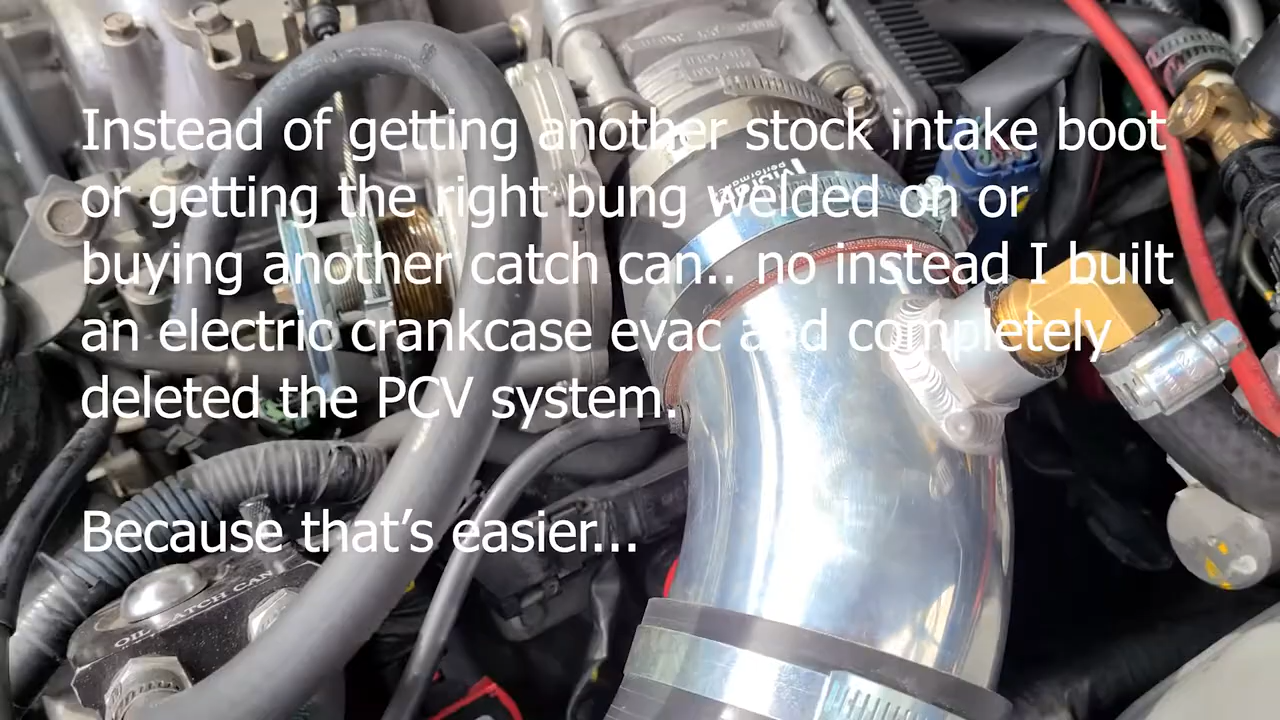 Instead of getting another stock intake boot
or getting the right bung welded on or
buying another catch can.. no instead I built
an electric crankcase evac and completely
deleted the PCV system.
Because that’s easier...
performance
OIL CATCH CAN